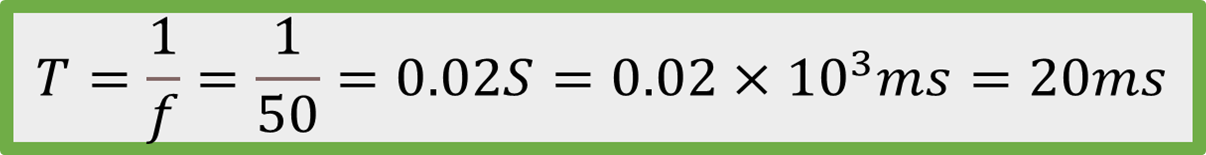 T = 1/f = 1/50 = 0.02S = 0.02 × 10³ms = 20ms